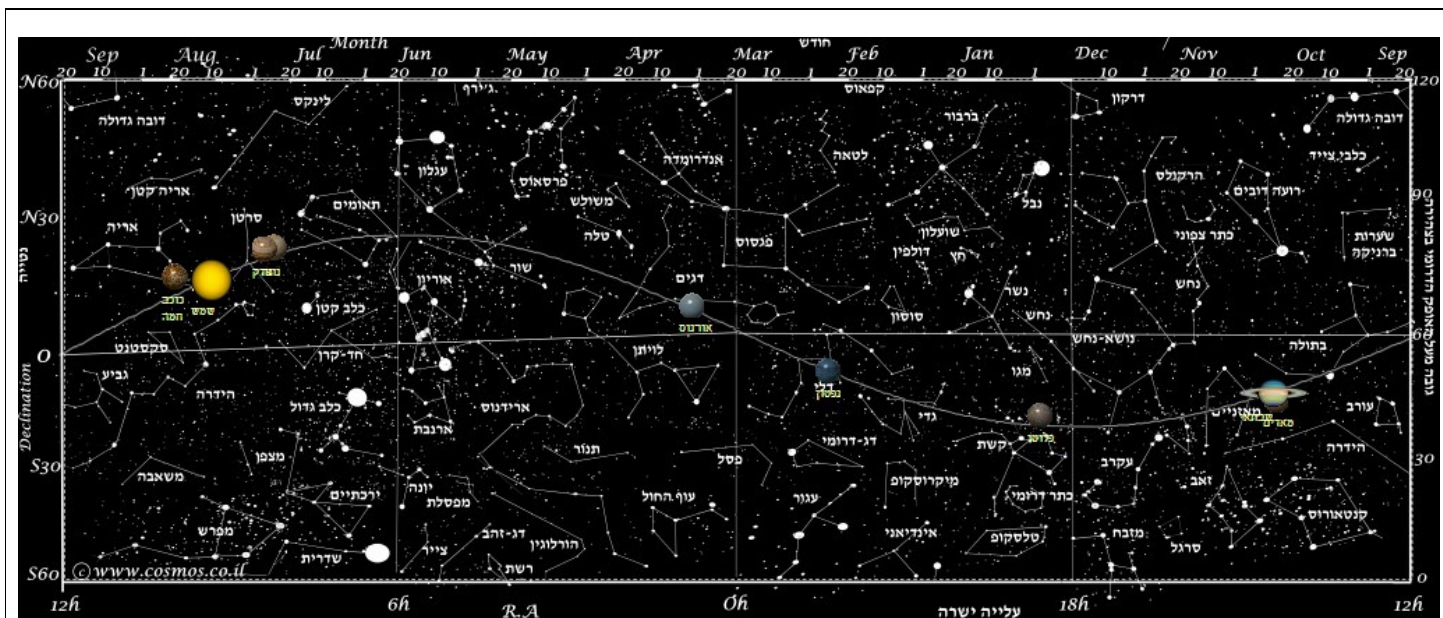 Month חודש
Sep Aug Jul Jun May Apr Mar Feb Jan Dec Nov Oct Sep
20 10 1 20 10 1 20 10 1 20 10 1 20 10 1 20 10 1 20 10 1 20 10 1 20 10 1 10 1 20 10 1 20 10 1 20
N60 120
דובה גדולה לינקס ג'ירף קפאוס ברבור דרקון דובה גדולה
אריה קטן עגלון פרסאוס אנדרומדה לטאה הרקולס רועה דובים כלבי ציד
N30 90
אריה סרטן תאומים משולש טלה פגסוס שועלון נבל כתר צפוני שערות
ברניקה
דולפין חץ
שור דגים נחש
אוריון נשר
כוכב
חמה שמש
כלב קטן אורנוס סוסון נחש
נושא-נחש בתולה
0 60
סקסטנט חד-קרן לויתן מגן
גביע הידרה דלי
נפטון
כלב גדול ארידנוס גדי מאזניים עורב
מאדים
ארנבת פלוטו
דג-דרומי קשת
הידרה
S30 30
משאבה מצפן תנור פסל עקרב
יונה מפסלת עוף החול מיקרוסקופ כתר דרומי זאב
ירכתיים עגור
מפרש קנטאורוס
שדרית צייר דג-זהב הורלוגין אינדיאני טלסקופ מזבח סרגל
רשת
S60 0
© www.cosmos.co.il
12h 6h 0h 18h 12h
R.A עלייה ישרה
Declination
הנטייה